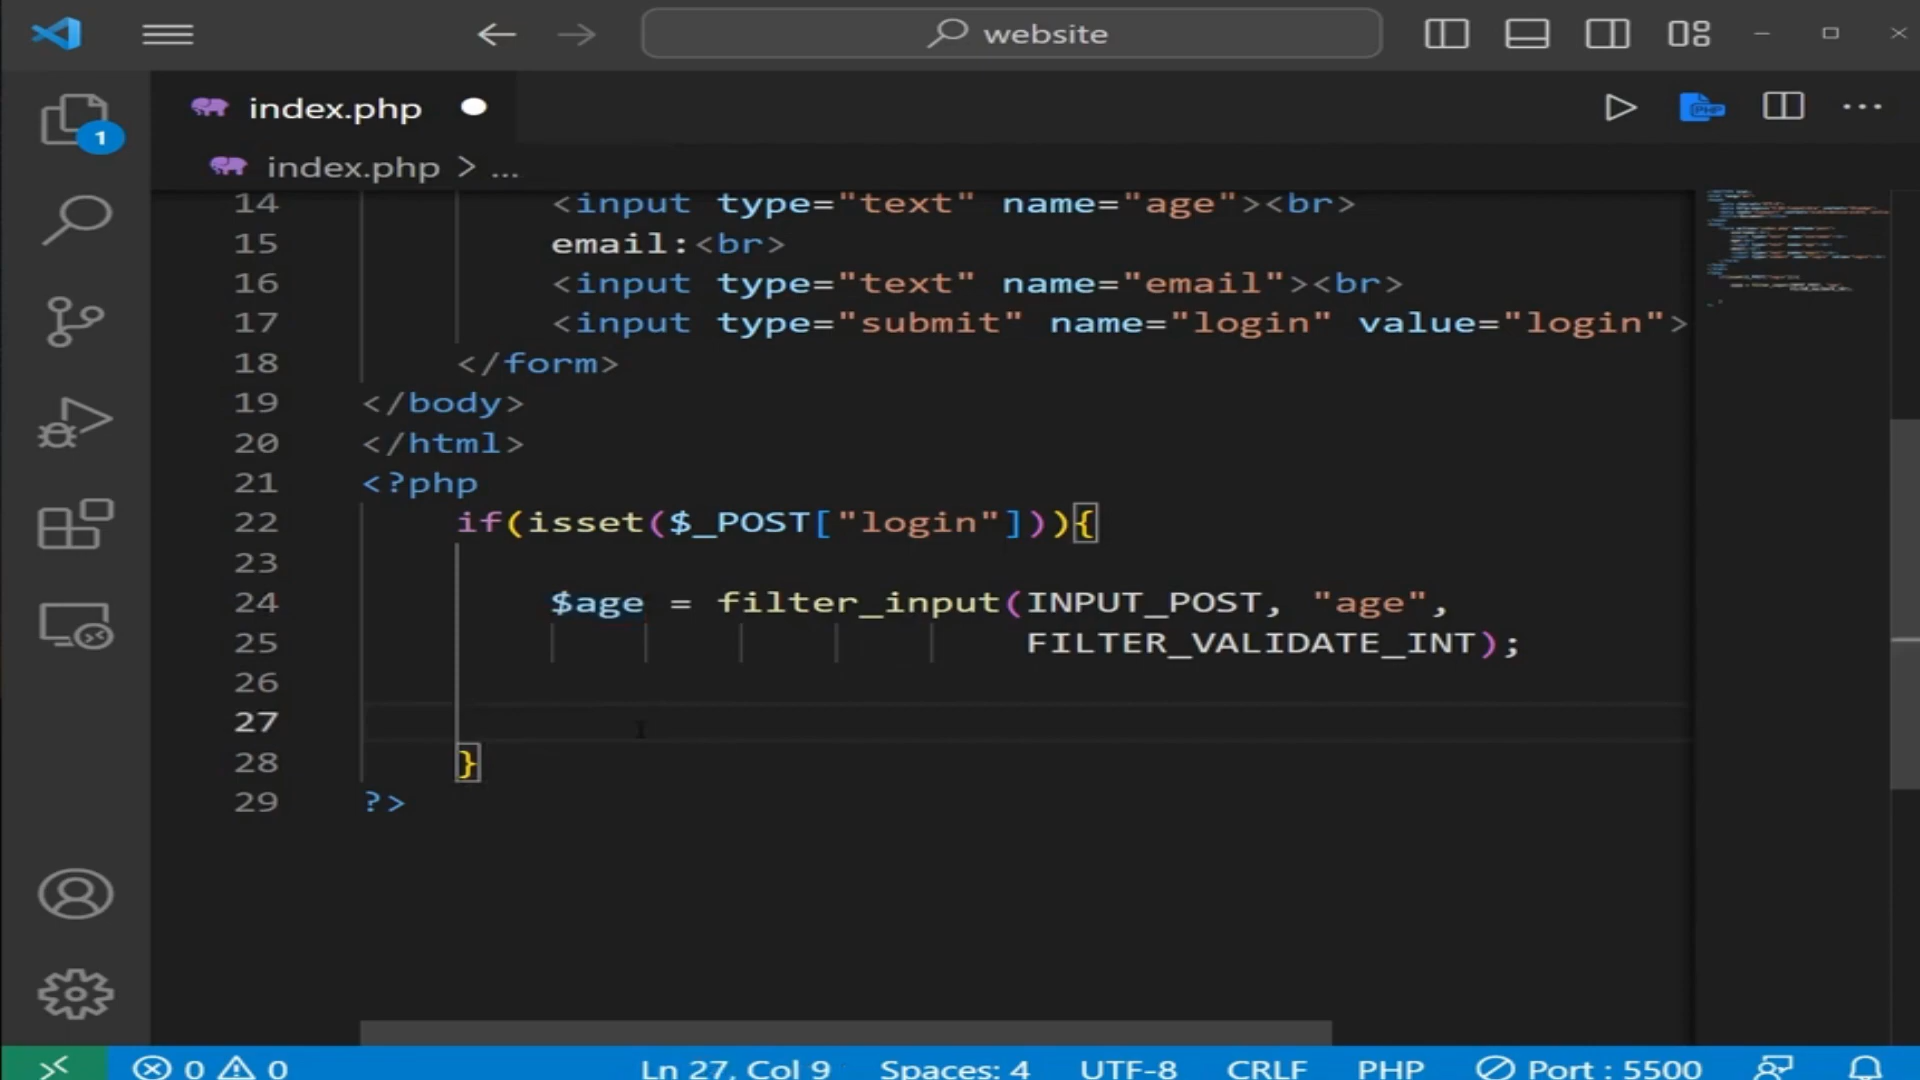 website
index.php
1
index.php > ...
14 <input type="text" name="age"><br>
15 email:<br>
16 <input type="text" name="email"><br>
17 <input type="submit" name="login" value="login">
18 </form>
19 </body>
20 </html>
21 <?php
22 if(isset($_POST["login"])){
23
24 $age = filter_input(INPUT_POST, "age",
25 FILTER_VALIDATE_INT);
26
27
28 }
29 ?>
0 0 Ln 27, Col 9 Spaces: 4 UTF-8 CRLF PHP Port : 5500